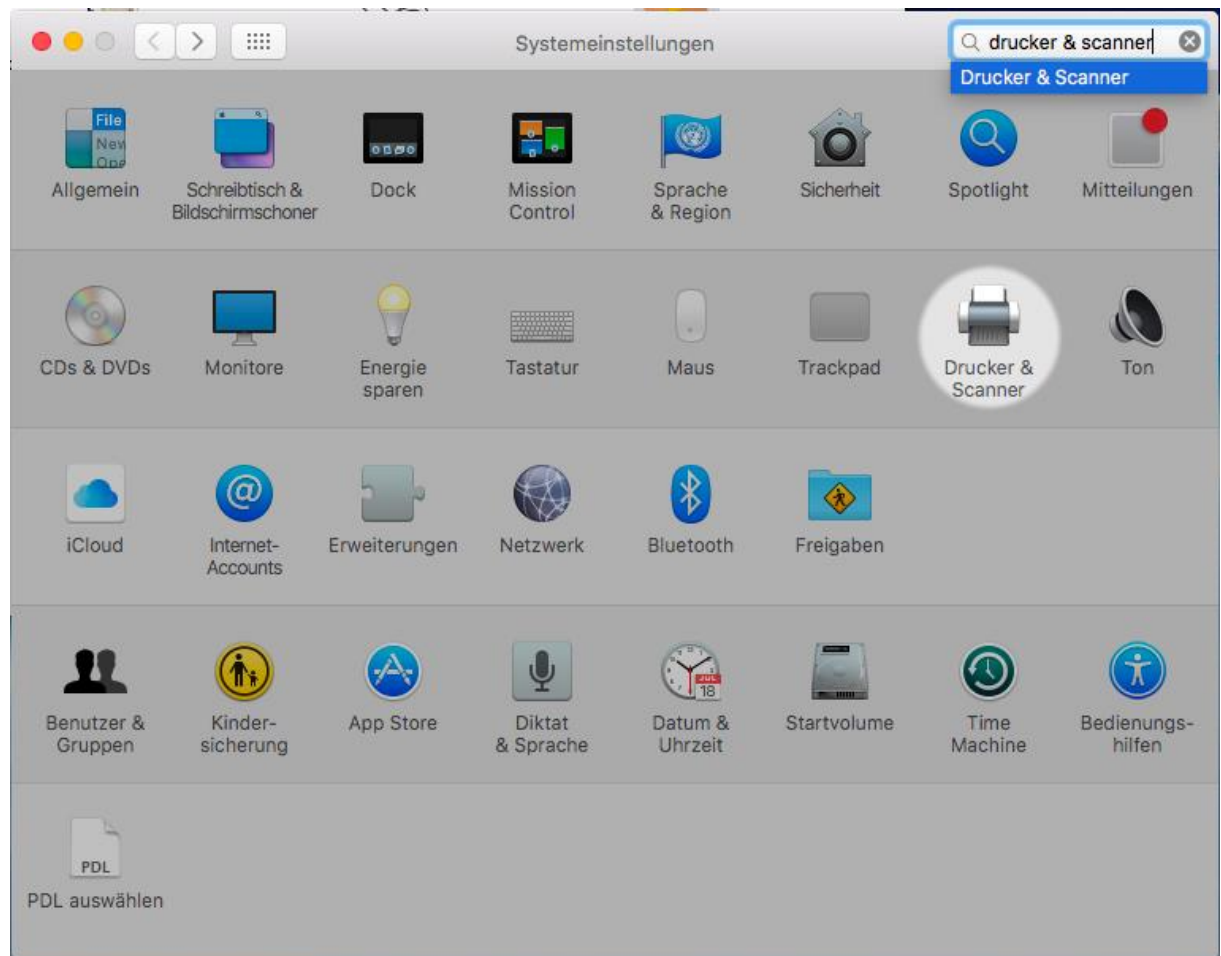 Systemeinstellungen
drucker & scanner
Drucker & Scanner
File
New
Ope
Allgemein
Schreibtisch &
Bildschirmschoner
Dock
Mission
Control
Sprache
& Region
Sicherheit
Spotlight
Mitteilungen
CDs & DVDs
Monitore
Energie
sparen
Tastatur
Maus
Trackpad
Drucker &
Scanner
Ton
iCloud
@
Internet-
Accounts
Erweiterungen
Netzwerk
Bluetooth
Freigaben
Benutzer &
Gruppen
Kinder-
sicherung
App Store
Diktat
& Sprache
JUL
18
Datum &
Uhrzeit
Startvolume
Time
Machine
Bedienungs-
hilfen
PDL
PDL auswählen